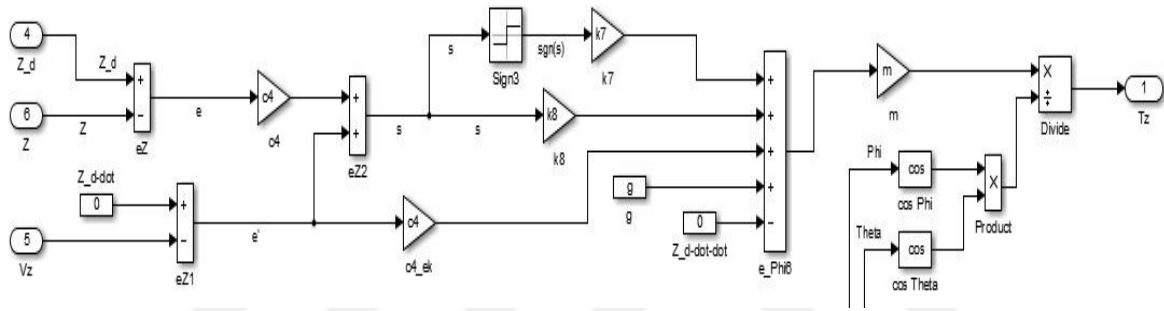 4
Z_d
Z_d
6
Z
Z
+
−
eZ
e
c4
c4
+
+
eZ2
s
s
Sign3
sgn(s)
k7
k7
s
k8
k8
Z_d-dot
0
5
Vz
+
−
eZ1
e'
c4
c4_ek
g
g
0
Z_d-dot-dot
+
+
+
+
−
e_Phi6
m
m
×
÷
Divide
1
Tz
Phi
cos
cos Phi
Theta
cos
cos Theta
×
Product